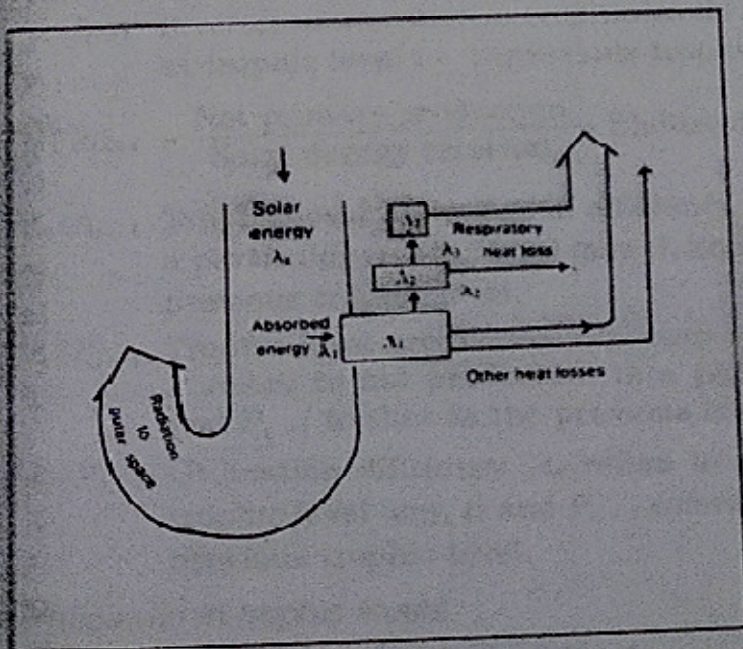 Solar
energy
λ₄
Λ₃
Respiratory
λ₃
heat loss
Λ₂
λ₂
Absorbed
energy λ₁
Λ₁
Other heat losses
Radiation
to
outer space